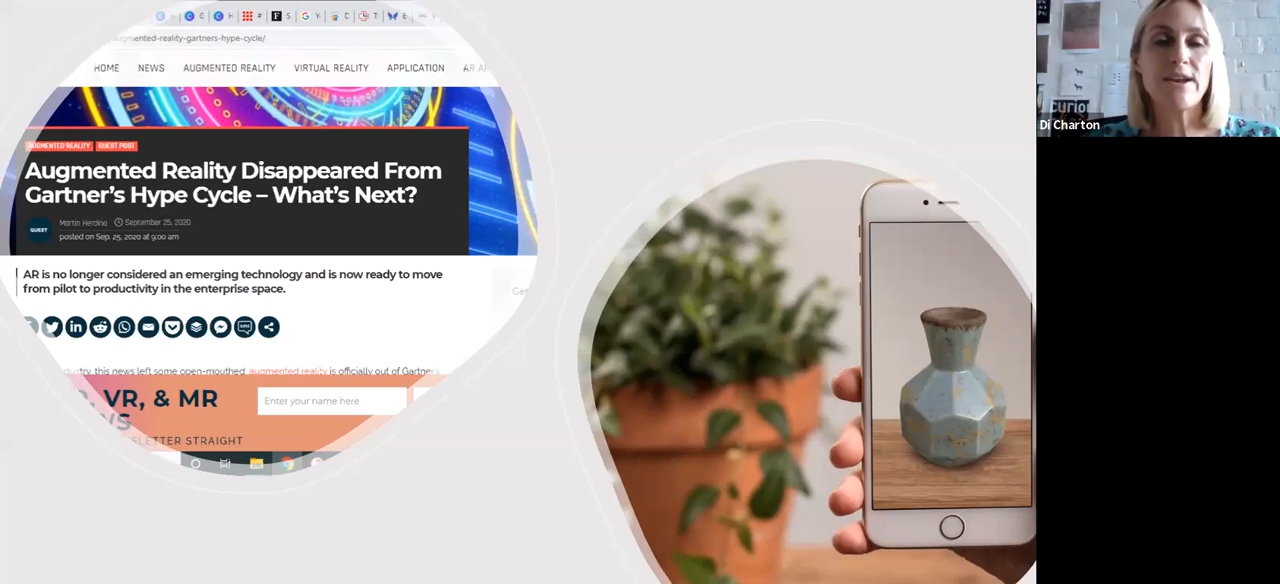 augmented-reality-gartners-hype-cycle/
HOME NEWS AUGMENTED REALITY VIRTUAL REALITY APPLICATION AR
AUGMENTED REALITY GUEST POST
Augmented Reality Disappeared From
Gartner's Hype Cycle – What's Next?
GUEST
Martin Herdina September 25, 2020
posted on Sep. 25, 2020 at 9:00 am
AR is no longer considered an emerging technology and is now ready to move
from pilot to productivity in the enterprise space.
this news left some open-mouthed: augmented reality is officially out of Gartner's
VR, & MR
Enter your name here
STRAIGHT
Di Charton
curio